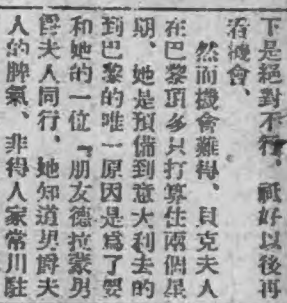 下是絕對不行、祇好以後再
看機會、
然而機會難得、貝克夫人
在巴黎頂多只打算住兩個星
期、她是預備到意大利去的
到巴黎的唯一原因是爲了要
和她的一位『朋友德拉蒙男
爵夫人同行、她知道男爵夫
人的脾氣、非得人家常川駐